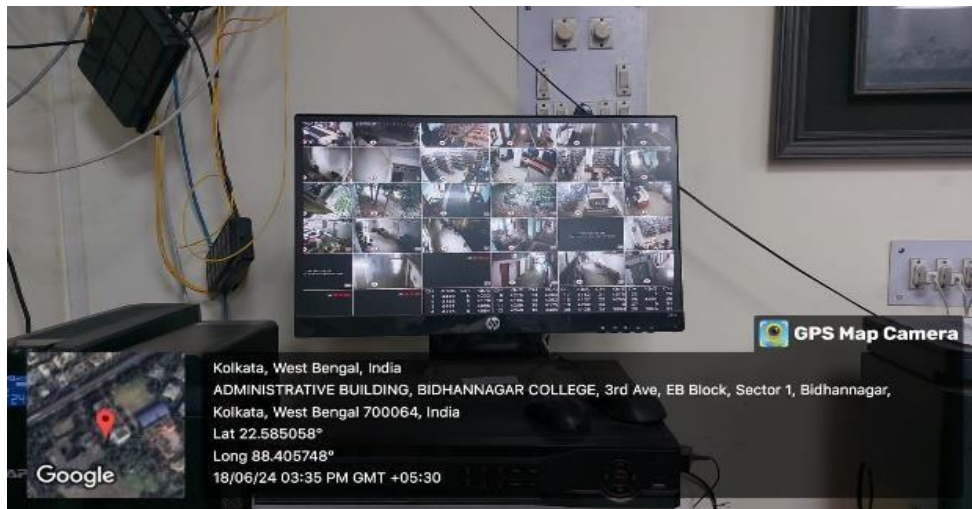 hp
GPS Map Camera
Kolkata, West Bengal, India
ADMINISTRATIVE BUILDING, BIDHANNAGAR COLLEGE, 3rd Ave, EB Block, Sector 1, Bidhannagar,
Kolkata, West Bengal 700064, India
Lat 22.585058°
Long 88.405748°
18/06/24 03:35 PM GMT +05:30
Google